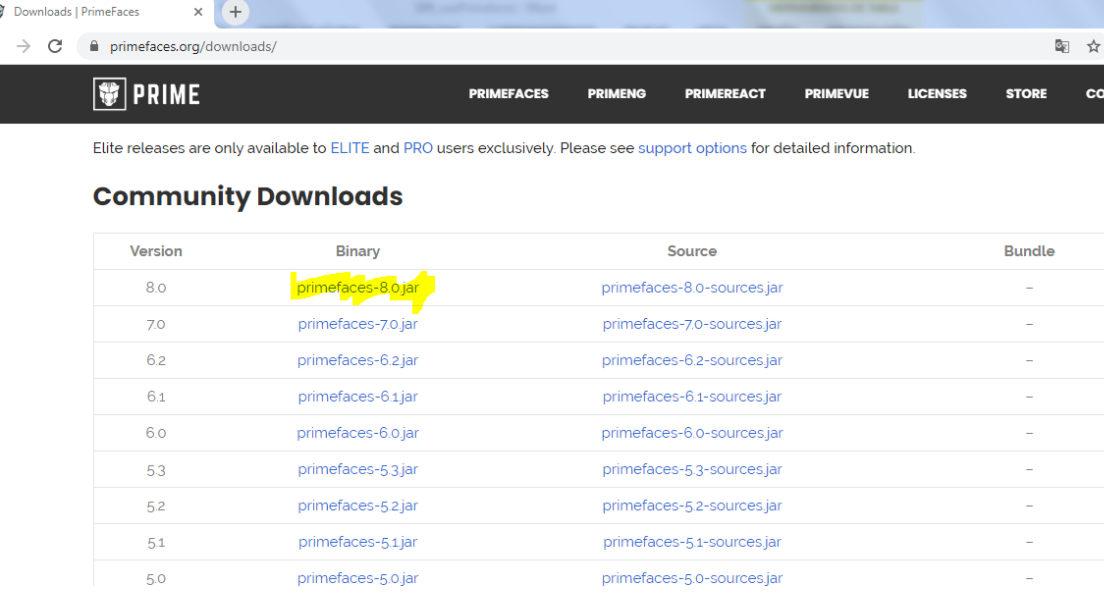 Downloads | PrimeFaces
primefaces.org/downloads/
PRIME PRIMEFACES PRIMENG PRIMEREACT PRIMEVUE LICENSES STORE CO
Elite releases are only available to ELITE and PRO users exclusively. Please see support options for detailed information.
Community Downloads
Version Binary Source Bundle
8.0 primefaces-8.0.jar primefaces-8.0-sources.jar –
7.0 primefaces-7.0.jar primefaces-7.0-sources.jar –
6.2 primefaces-6.2.jar primefaces-6.2-sources.jar –
6.1 primefaces-6.1.jar primefaces-6.1-sources.jar –
6.0 primefaces-6.0.jar primefaces-6.0-sources.jar –
5.3 primefaces-5.3.jar primefaces-5.3-sources.jar –
5.2 primefaces-5.2.jar primefaces-5.2-sources.jar –
5.1 primefaces-5.1.jar primefaces-5.1-sources.jar –
5.0 primefaces-5.0.jar primefaces-5.0-sources.jar –